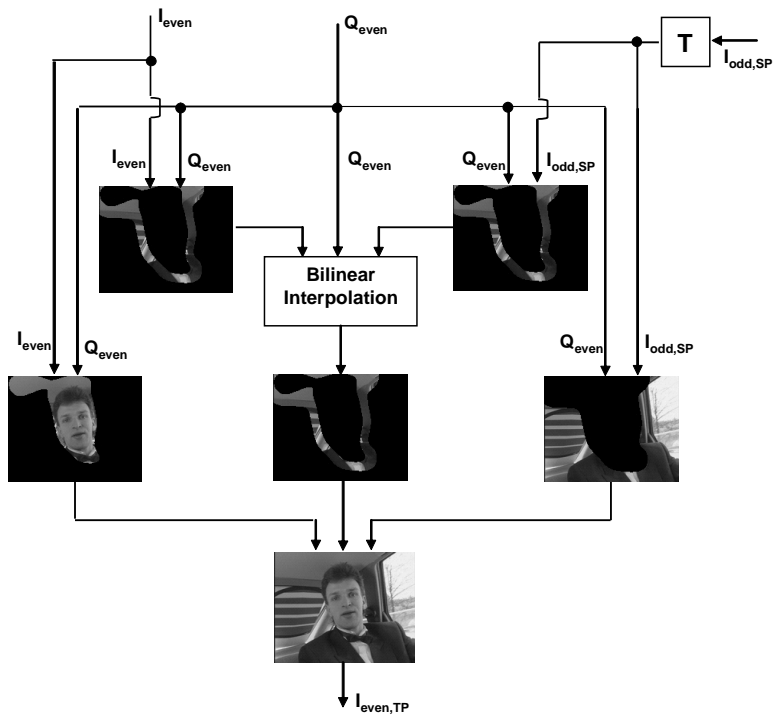 I_even
Q_even
T
I_odd,SP
I_even
Q_even
Q_even
Q_even
I_odd,SP
Bilinear
Interpolation
I_even
Q_even
Q_even
I_odd,SP
I_even,TP